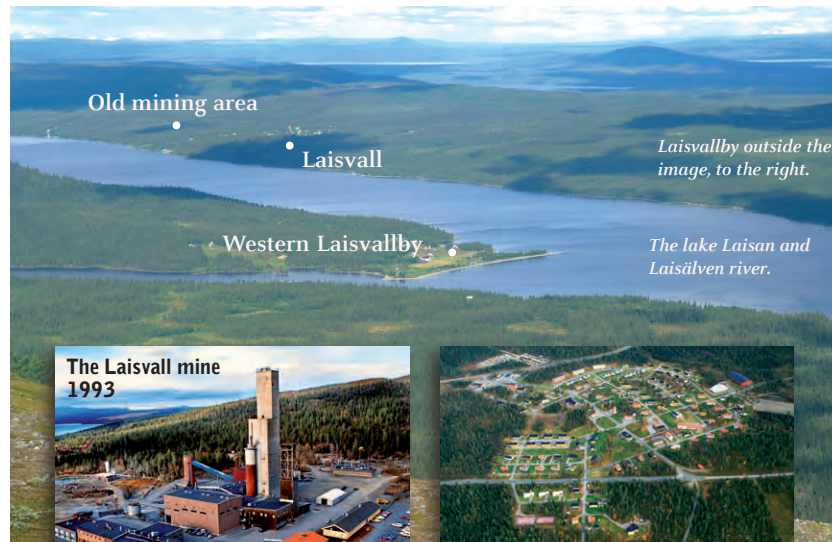 Old mining area
Laisvall
Laisvallby outside the
image, to the right.
Western Laisvallby
The lake Laisan and
Laisälven river.
The Laisvall mine
1993